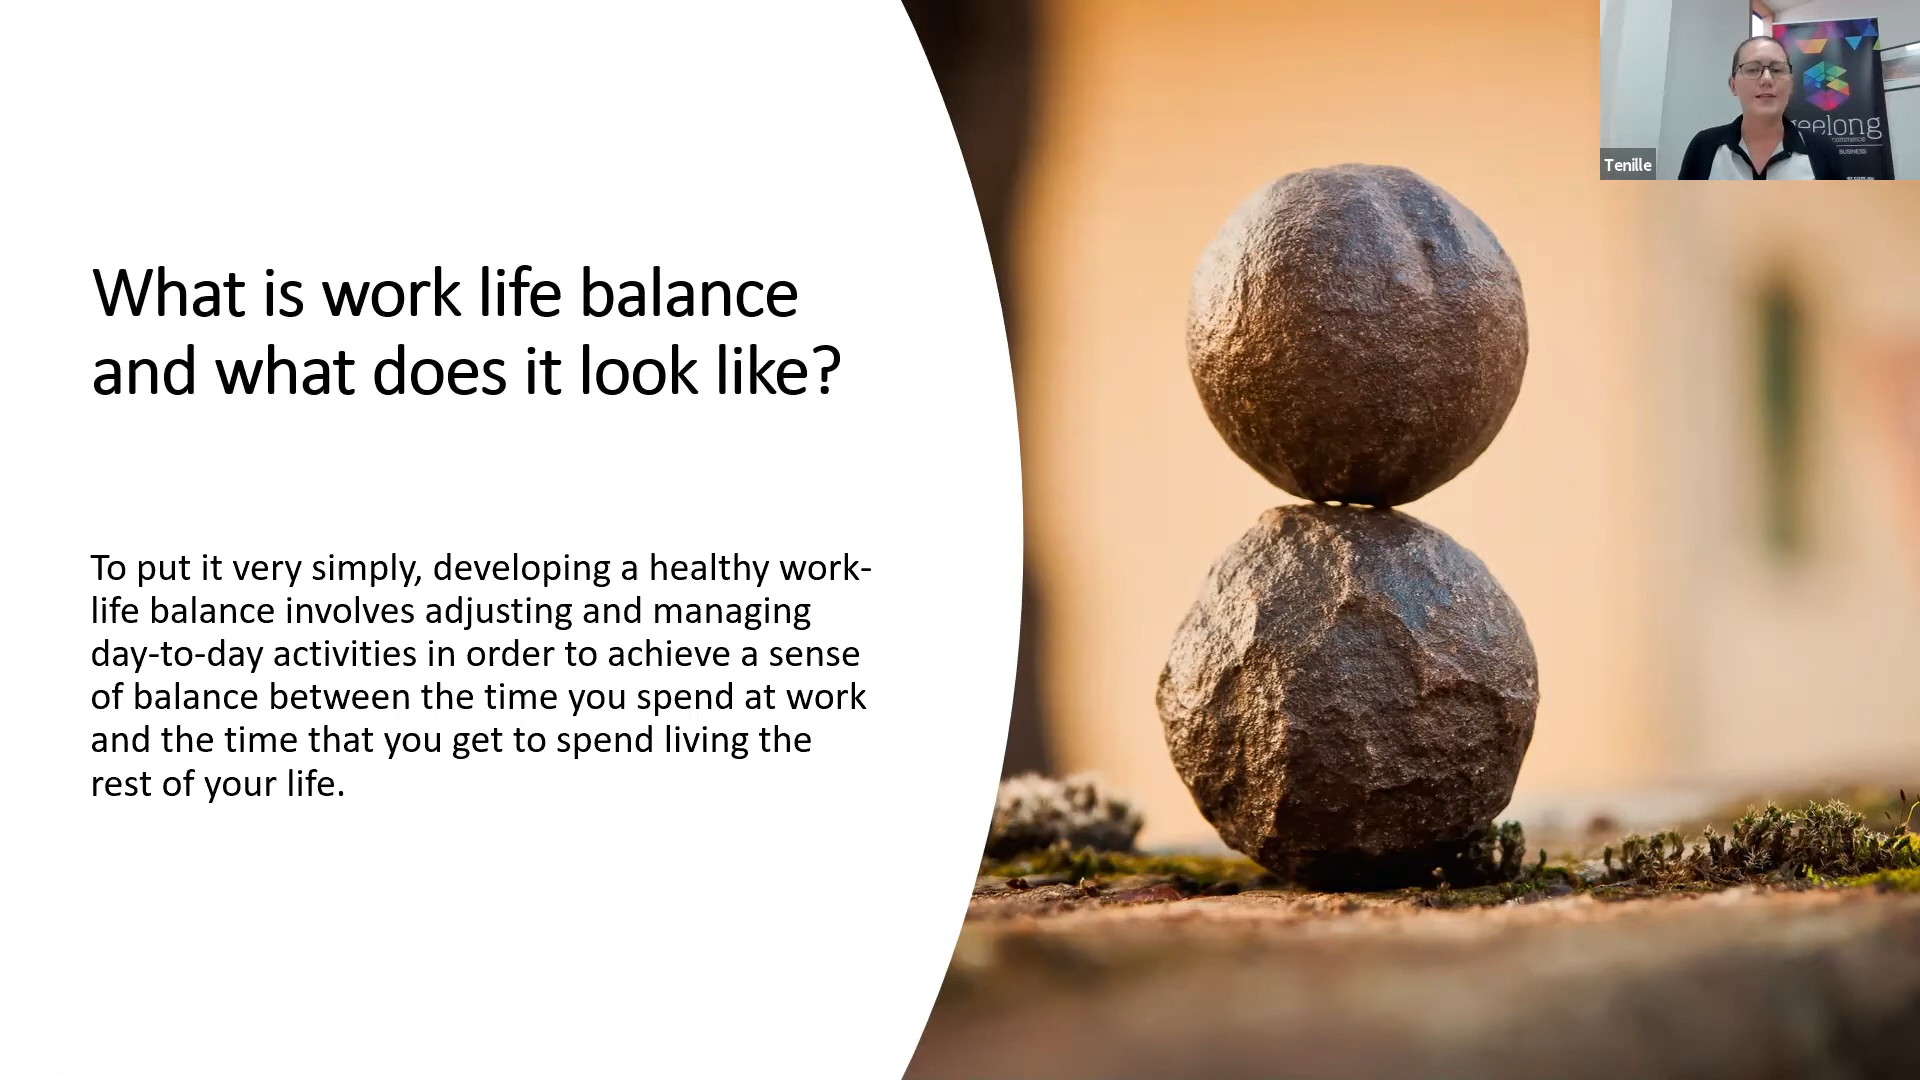 What is work life balance
and what does it look like?
To put it very simply, developing a healthy work-
life balance involves adjusting and managing
day-to-day activities in order to achieve a sense
of balance between the time you spend at work
and the time that you get to spend living the
rest of your life.
Tenille
geelong
commerce
BUSINESS